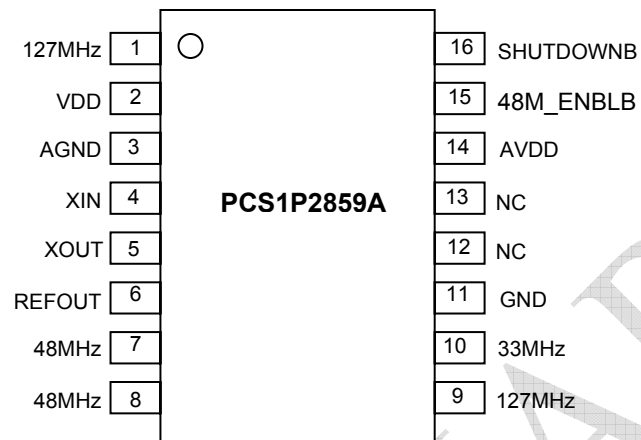 127MHz 1 16 SHUTDOWNB
VDD 2 15 48M_ENBLB
AGND 3 14 AVDD
XIN 4 PCS1P2859A 13 NC
XOUT 5 12 NC
REFOUT 6 11 GND
48MHz 7 10 33MHz
48MHz 8 9 127MHz